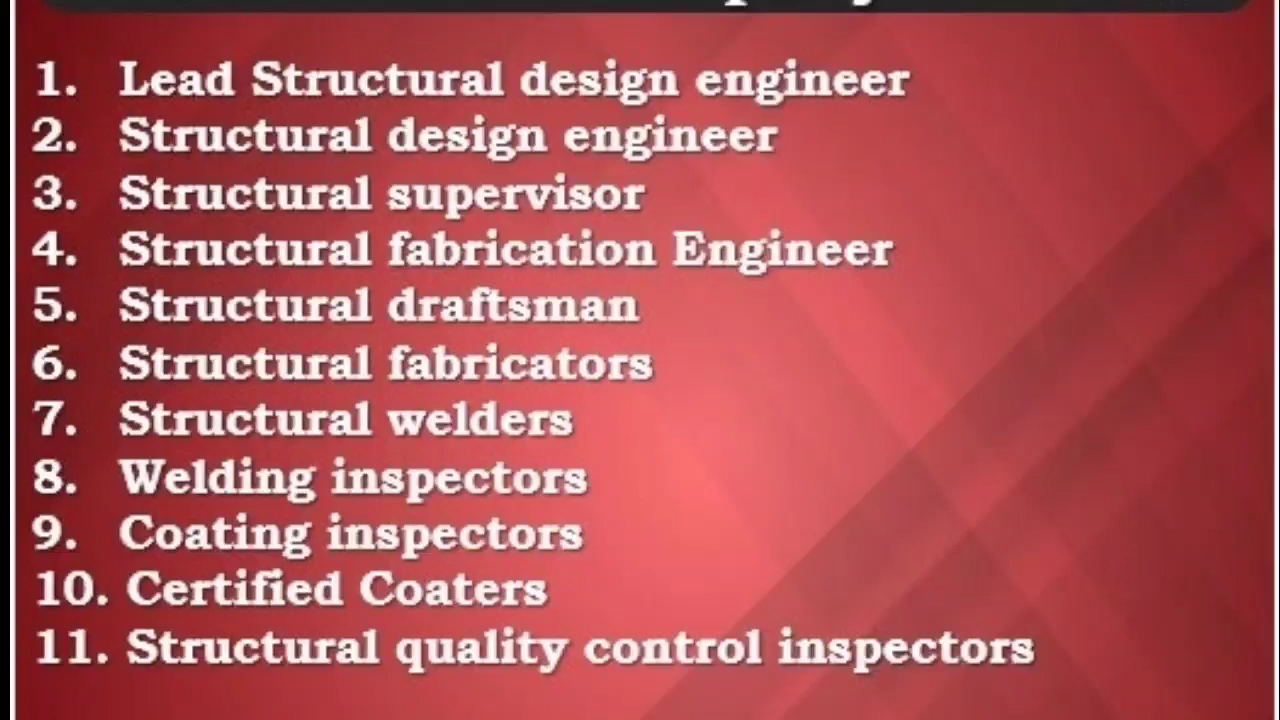 1. Lead Structural design engineer
2. Structural design engineer
3. Structural supervisor
4. Structural fabrication Engineer
5. Structural draftsman
6. Structural fabricators
7. Structural welders
8. Welding inspectors
9. Coating inspectors
10. Certified Coaters
11. Structural quality control inspectors